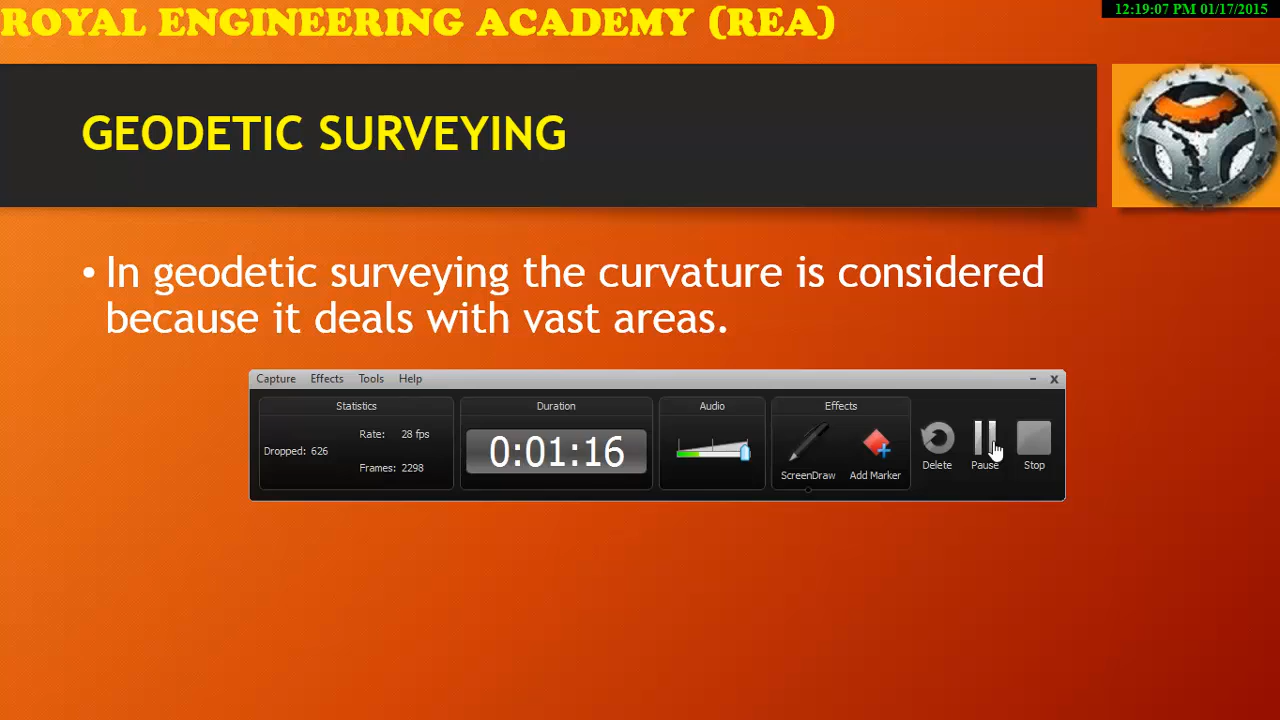 ROYAL ENGINEERING ACADEMY (REA)
12:19:07 PM 01/17/2015
GEODETIC SURVEYING
• In geodetic surveying the curvature is considered
because it deals with vast areas.
Capture Effects Tools Help
Statistics
Dropped: 626
Rate: 28 fps
Frames: 2298
Duration
0:01:16
Audio
Effects
ScreenDraw
Add Marker
Delete
Pause
Stop